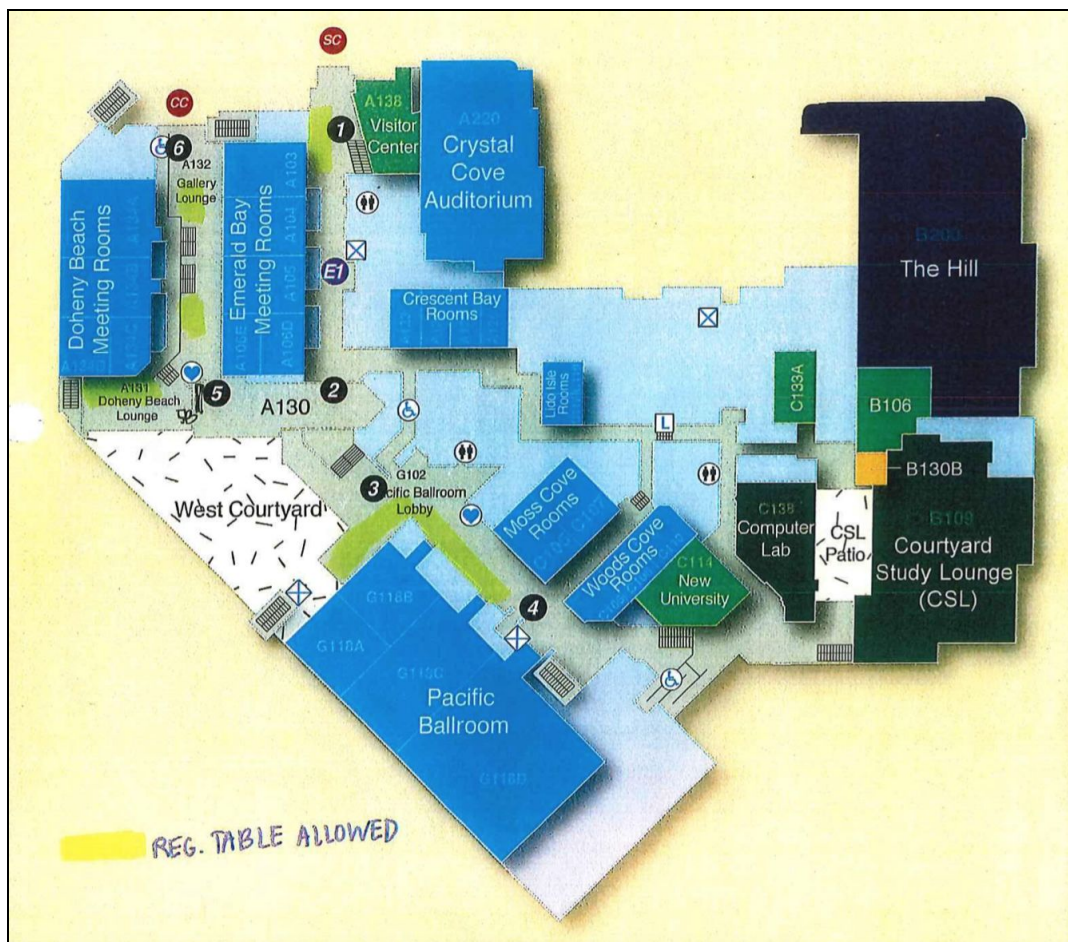 SC
CC
A138
Visitor
Center
A220
Crystal
Cove
Auditorium
1
6
A132
Gallery
Lounge
Doheny Beach
Meeting Rooms
Emerald Bay
Meeting Rooms
A103
A104
A105
A106D
A106E
E1
Crescent Bay
Rooms
B200
The Hill
Lido Isle
Rooms
C133A
B106
B130B
A131
Doheny Beach
Lounge
5
2
A130
L
West Courtyard
G102
3
Pacific Ballroom
Lobby
Moss Cove
Rooms
Woods Cove
Rooms
C114
New
University
C138
Computer
Lab
CSL
Patio
B109
Courtyard
Study Lounge
(CSL)
4
G118B
G118A
G118C
Pacific
Ballroom
G118D
REG. TABLE ALLOWED